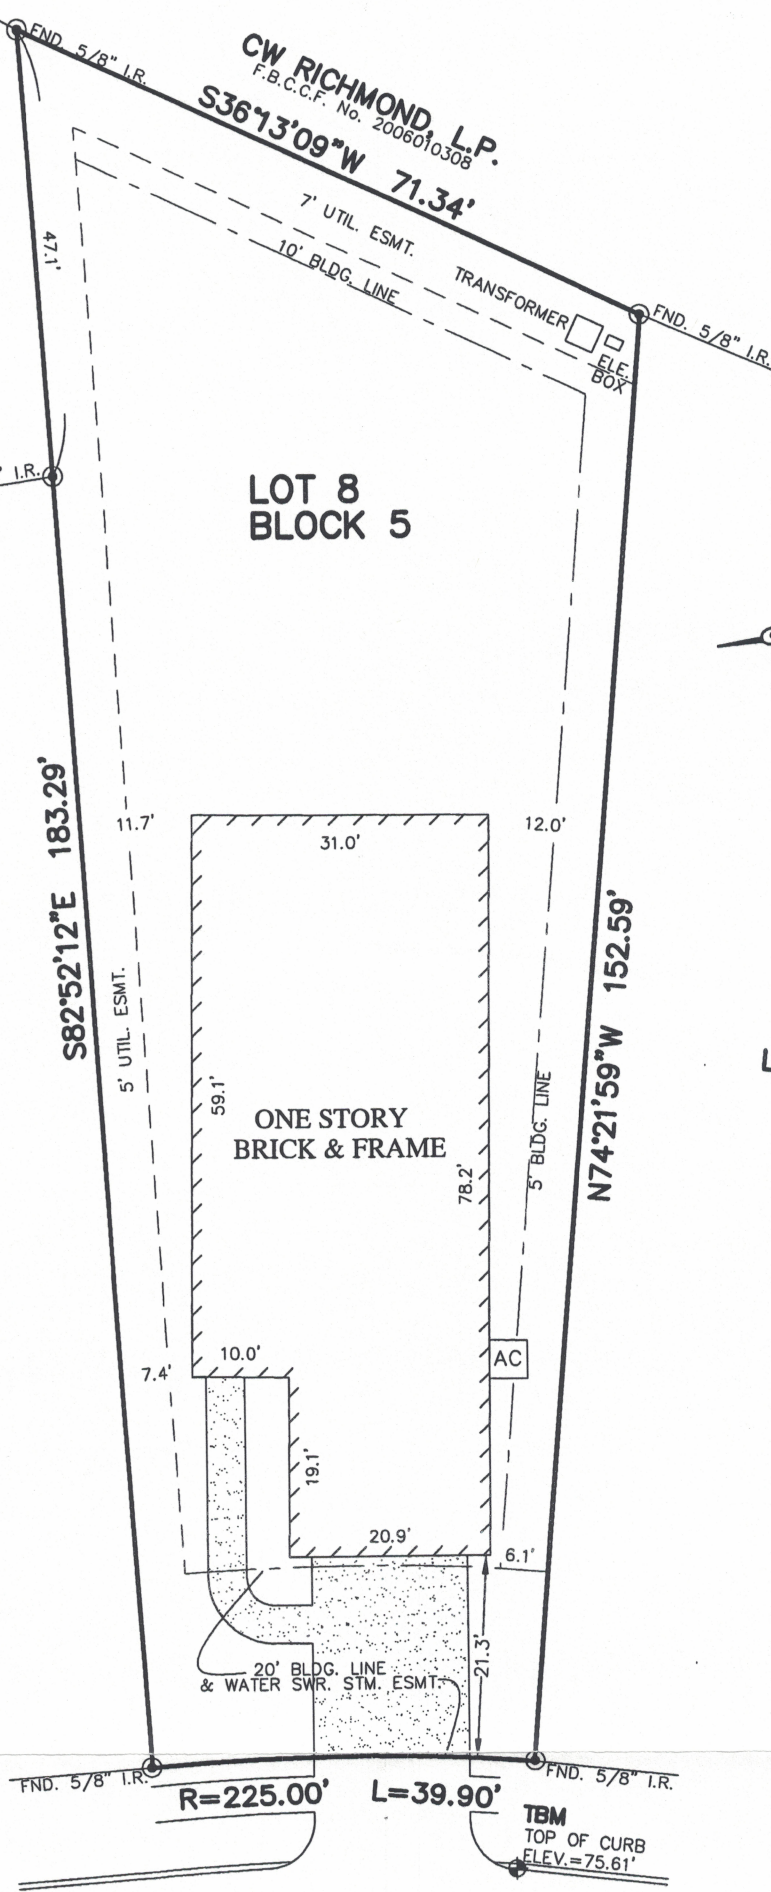 FND. 5/8" I.R.
CW RICHMOND, L.P.
F.B.C.C.F. No. 2006010308
S36°13'09"W 71.34'
7' UTIL. ESMT.
10' BLDG. LINE
TRANSFORMER
ELE.
BOX
FND. 5/8" I.R.
47.1'
' I.R.
LOT 8
BLOCK 5
S82°52'12"E 183.29'
11.7'
31.0'
12.0'
5' UTIL. ESMT.
59.1'
ONE STORY
BRICK & FRAME
78.2'
5' BLDG. LINE
N74°21'59"W 152.59'
10.0'
7.4'
AC
19.1'
20.9'
6.1'
21.3'
20' BLDG. LINE
& WATER SWR. STM. ESMT.
FND. 5/8" I.R.
FND. 5/8" I.R.
R=225.00' L=39.90'
TBM
TOP OF CURB
ELEV.=75.61'